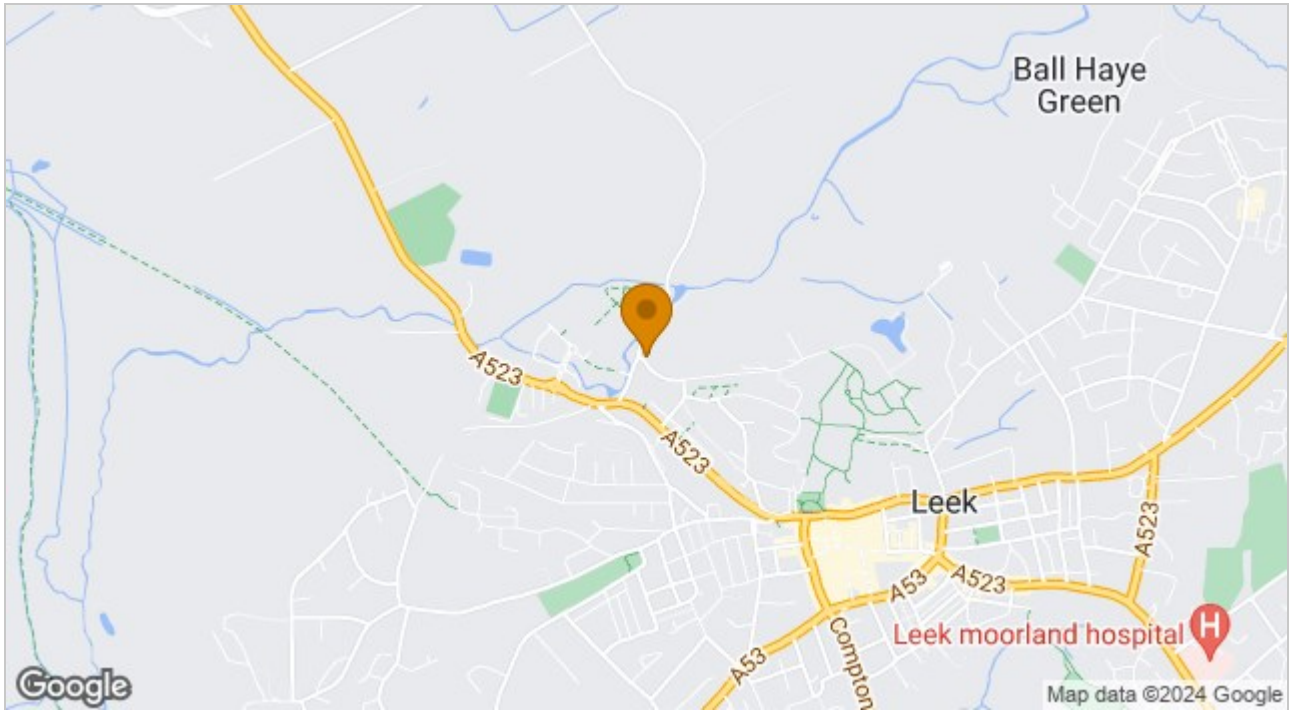 Ball Haye
Green
A523
A523
Leek
A523
A53
A523
Leek moorland hospital
H
A53
Compton
Google
Map data ©2024 Google